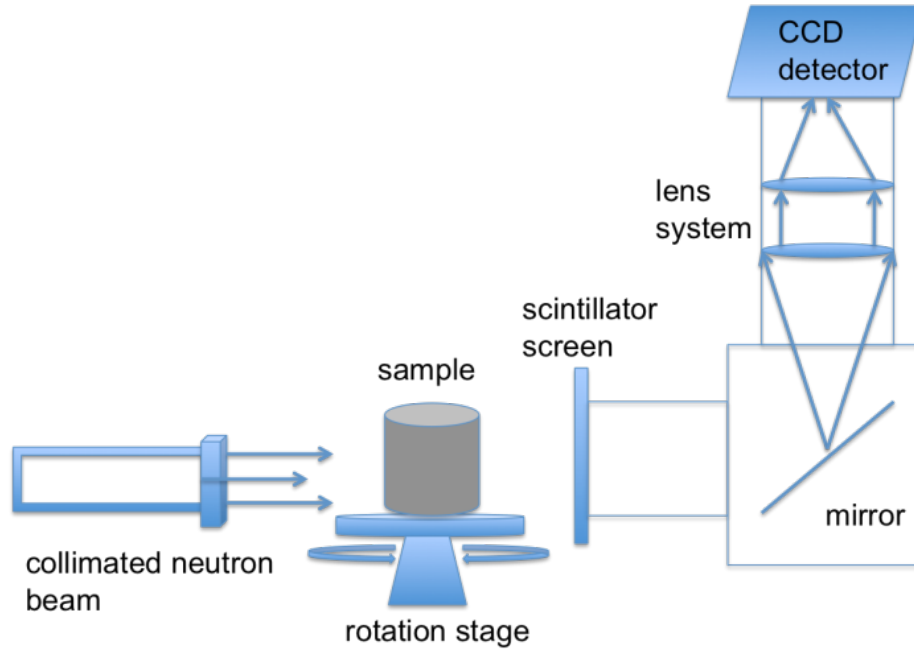 CCD
detector
lens
system
scintillator
screen
sample
mirror
collimated neutron
beam
rotation stage